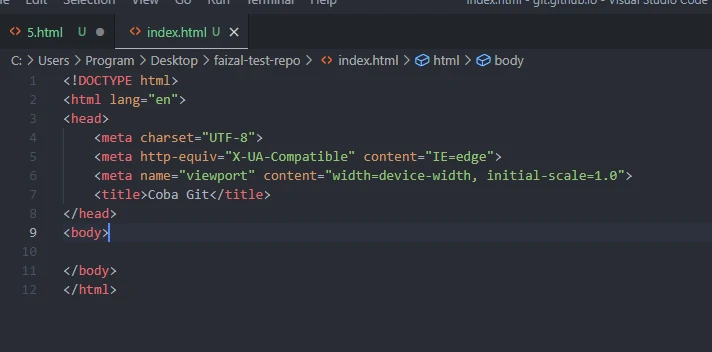 Edit Selection View Go Run Terminal Help index.html - git.github.io - Visual Studio Code
5.html U index.html U
C: > Users > Program > Desktop > faizal-test-repo > index.html > html > body
1 <!DOCTYPE html>
2 <html lang="en">
3 <head>
4 <meta charset="UTF-8">
5 <meta http-equiv="X-UA-Compatible" content="IE=edge">
6 <meta name="viewport" content="width=device-width, initial-scale=1.0">
7 <title>Coba Git</title>
8 </head>
9 <body>
10
11 </body>
12 </html>